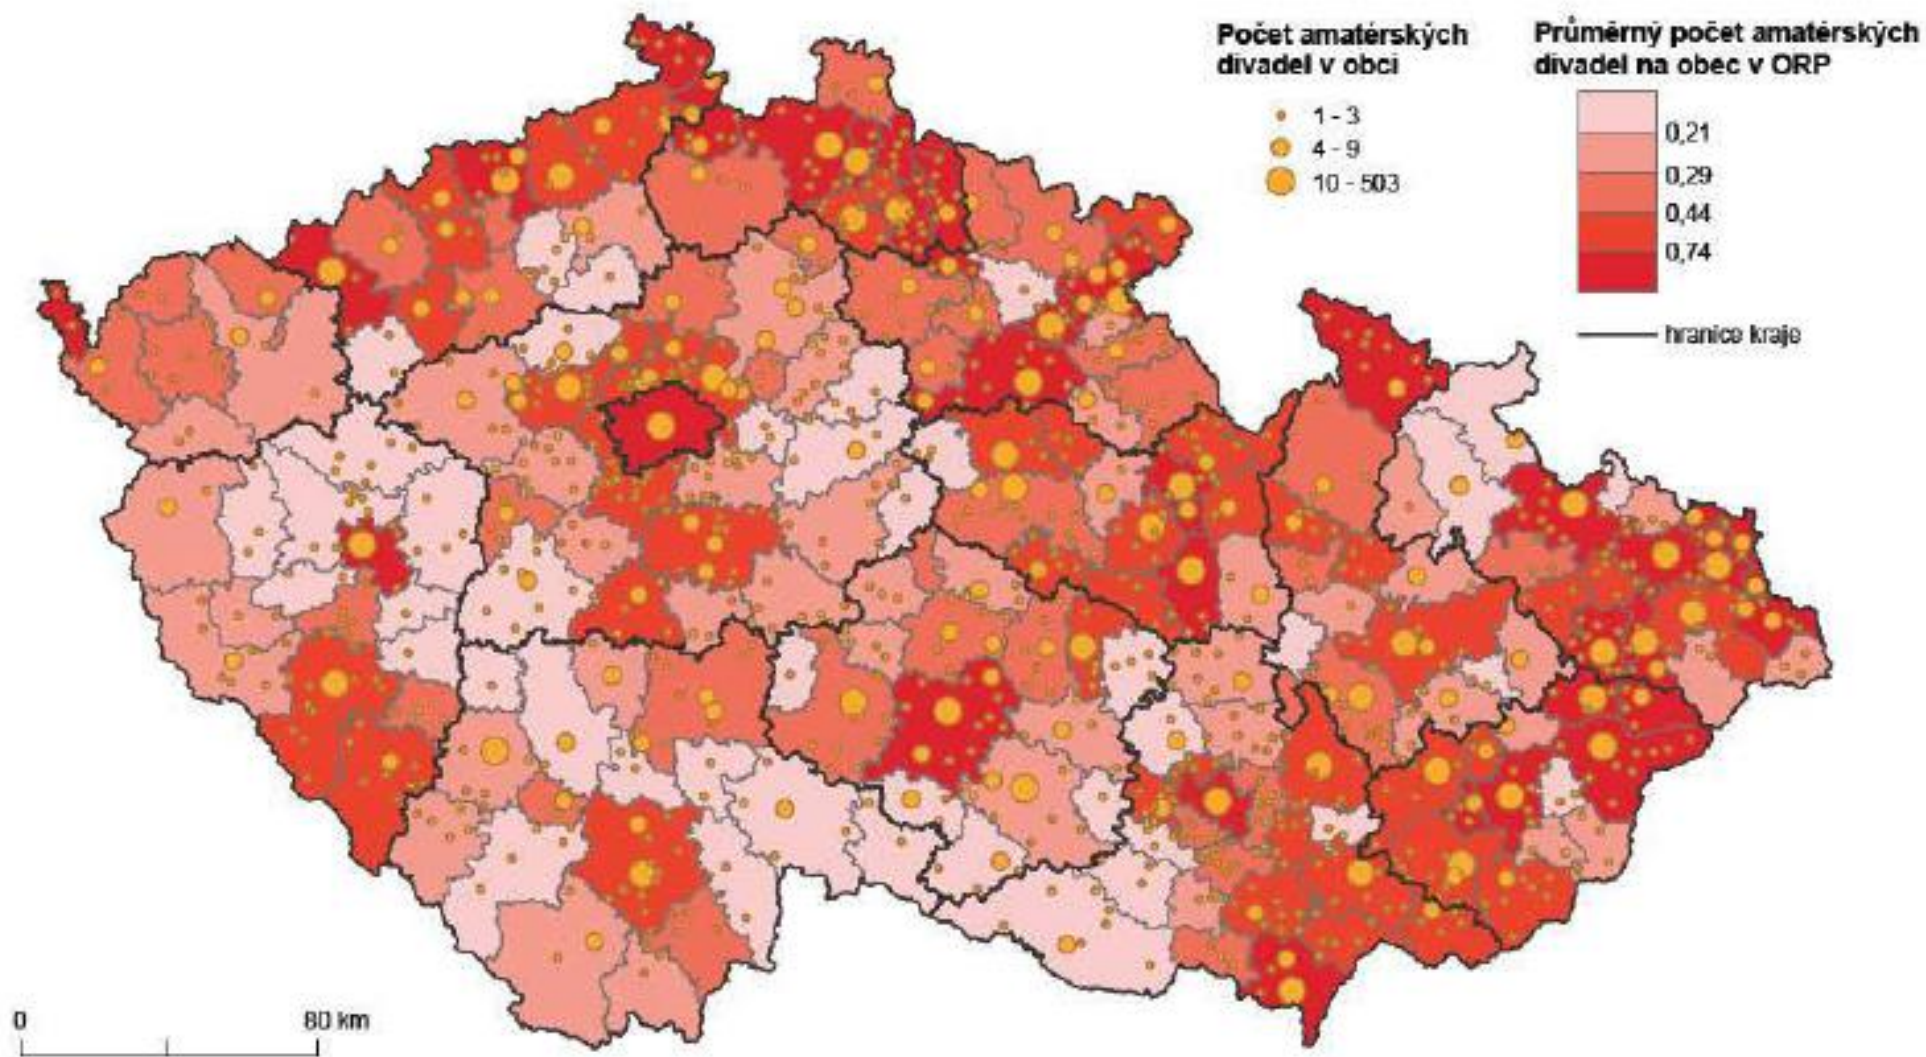 Počet amatérských
divadel v obci
1 - 3
4 - 9
10 - 503
Průměrný počet amatérských
divadel na obec v ORP
0,21
0,29
0,44
0,74
hranice kraje
0
80 km